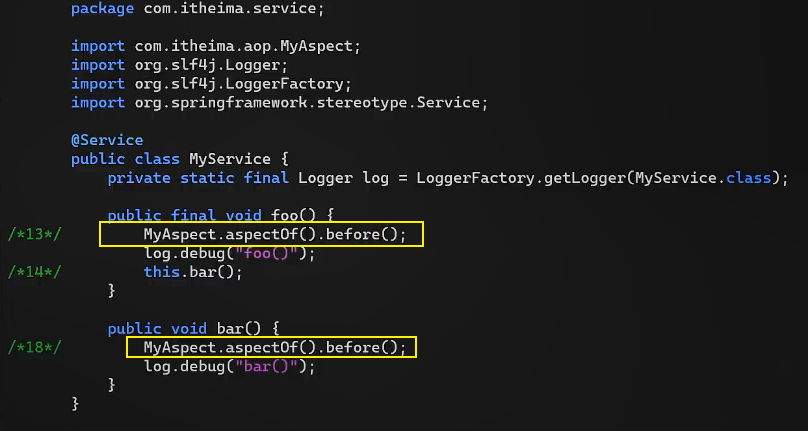 package com.itheima.service;
import com.itheima.aop.MyAspect;
import org.slf4j.Logger;
import org.slf4j.LoggerFactory;
import org.springframework.stereotype.Service;
@Service
public class MyService {
private static final Logger log = LoggerFactory.getLogger(MyService.class);
public final void foo() {
/*13*/ MyAspect.aspectOf().before();
log.debug("foo()");
/*14*/ this.bar();
}
public void bar() {
/*18*/ MyAspect.aspectOf().before();
log.debug("bar()");
}
}